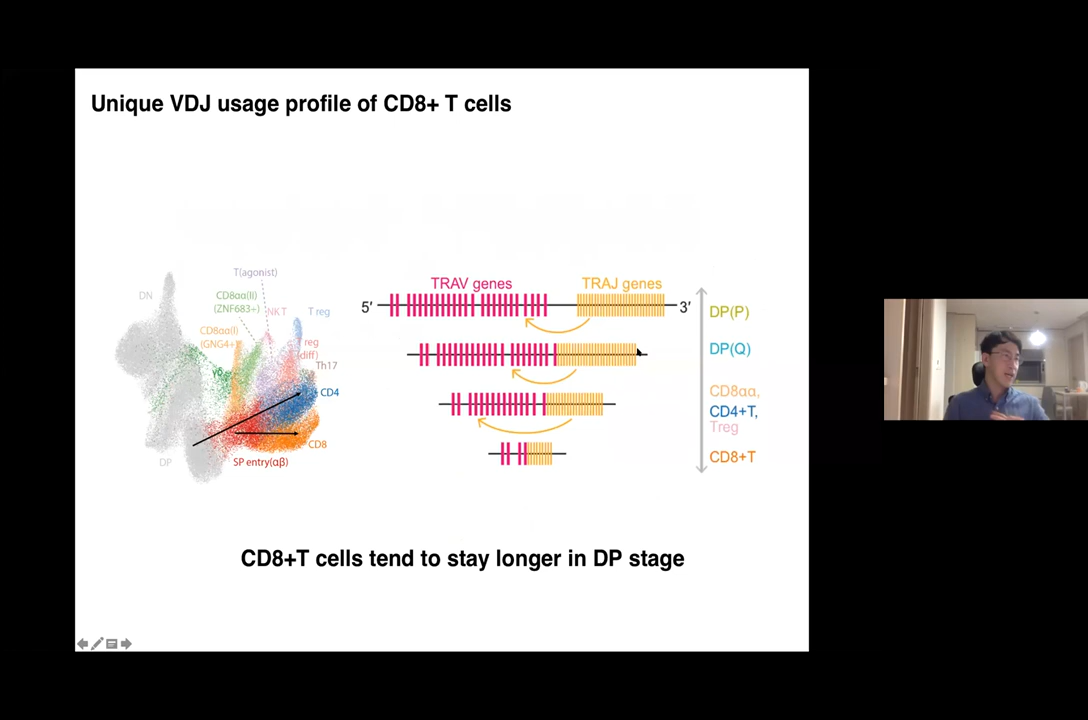 Unique VDJ usage profile of CD8+ T cells
T(agonist)
DN
CD8αα(II)
(ZNF683+)
NK T
T reg
CD8αα(I)
(GNG4+)
T reg
(diff)
γδ
Th17
CD4
CD8
DP
SP entry(αβ)
TRAV genes
TRAJ genes
5′
3′
DP(P)
DP(Q)
CD8αα,
CD4+T,
Treg
CD8+T
CD8+T cells tend to stay longer in DP stage